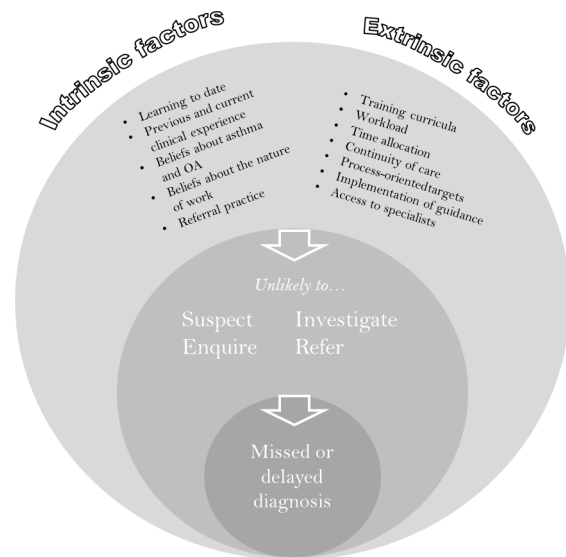 Intrinsic factors
Extrinsic factors
• Learning to date
• Previous and current
clinical experience
• Beliefs about asthma
and OA
• Beliefs about the nature
of work
• Referral practice
• Training curricula
• Workload
• Time allocation
• Continuity of care
• Process-orientedtargets
• Implementation of guidance
• Access to specialists
Unlikely to…
Suspect Investigate
Enquire Refer
Missed or
delayed
diagnosis